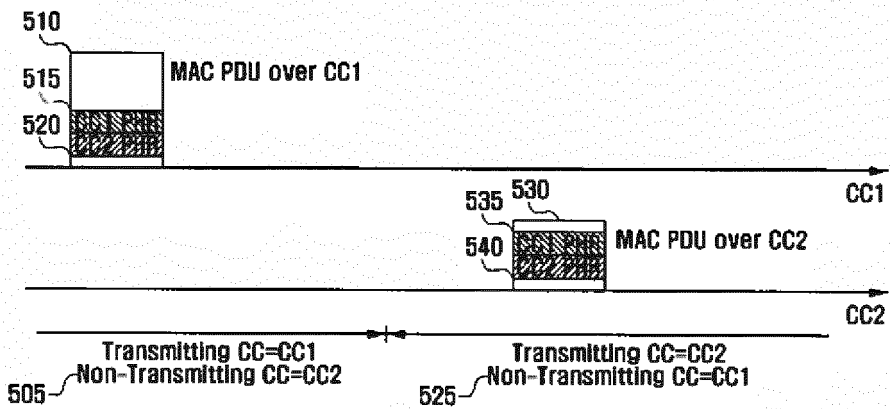 510
MAC PDU over CC1
515
CC1 PHR
520
CC2 PHR
CC1
530
535
CC1 PHR
MAC PDU over CC2
540
CC2 PHR
CC2
Transmitting CC=CC1
Transmitting CC=CC2
505
Non-Transmitting CC=CC2
525
Non-Transmitting CC=CC1